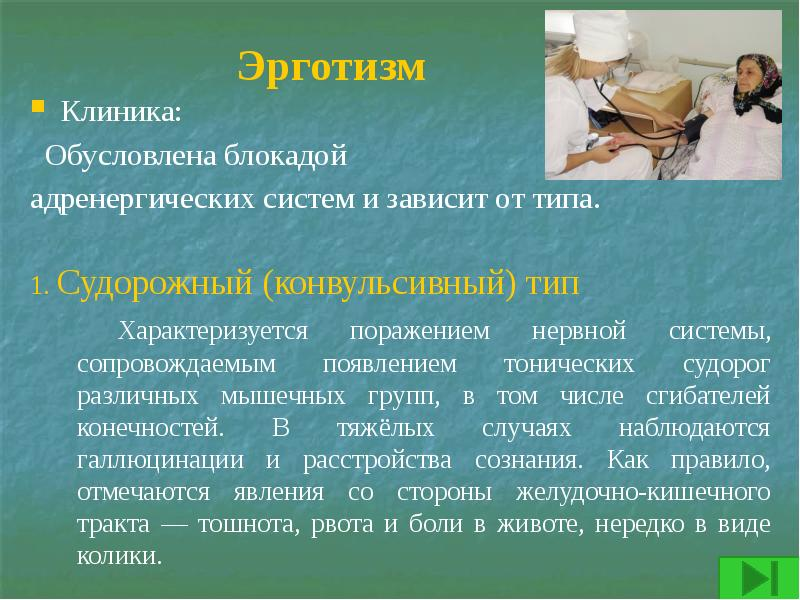 Эрготизм
Клиника:
Обусловлена блокадой
адренергических систем и зависит от типа.
1. Судорожный (конвульсивный) тип
Характеризуется поражением нервной системы,
сопровождаемым появлением тонических судорог
различных мышечных групп, в том числе сгибателей
конечностей. В тяжёлых случаях наблюдаются
галлюцинации и расстройства сознания. Как правило,
отмечаются явления со стороны желудочно-кишечного
тракта — тошнота, рвота и боли в животе, нередко в виде
колики.